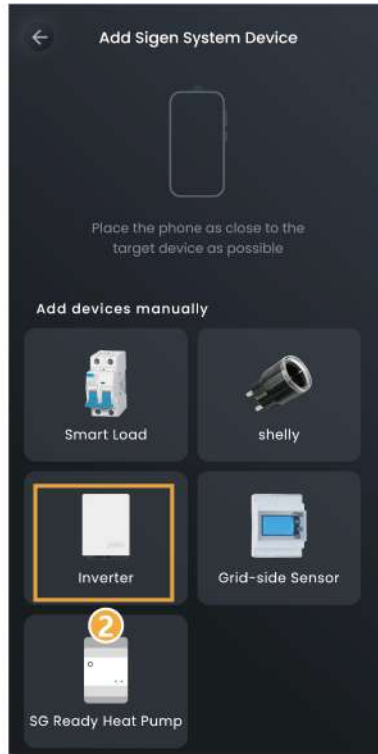 Add Sigen System Device
Place the phone as close to the
target device as possible
Add devices manually
Smart Load
shelly
Inverter
Grid-side Sensor
2
SG Ready Heat Pump